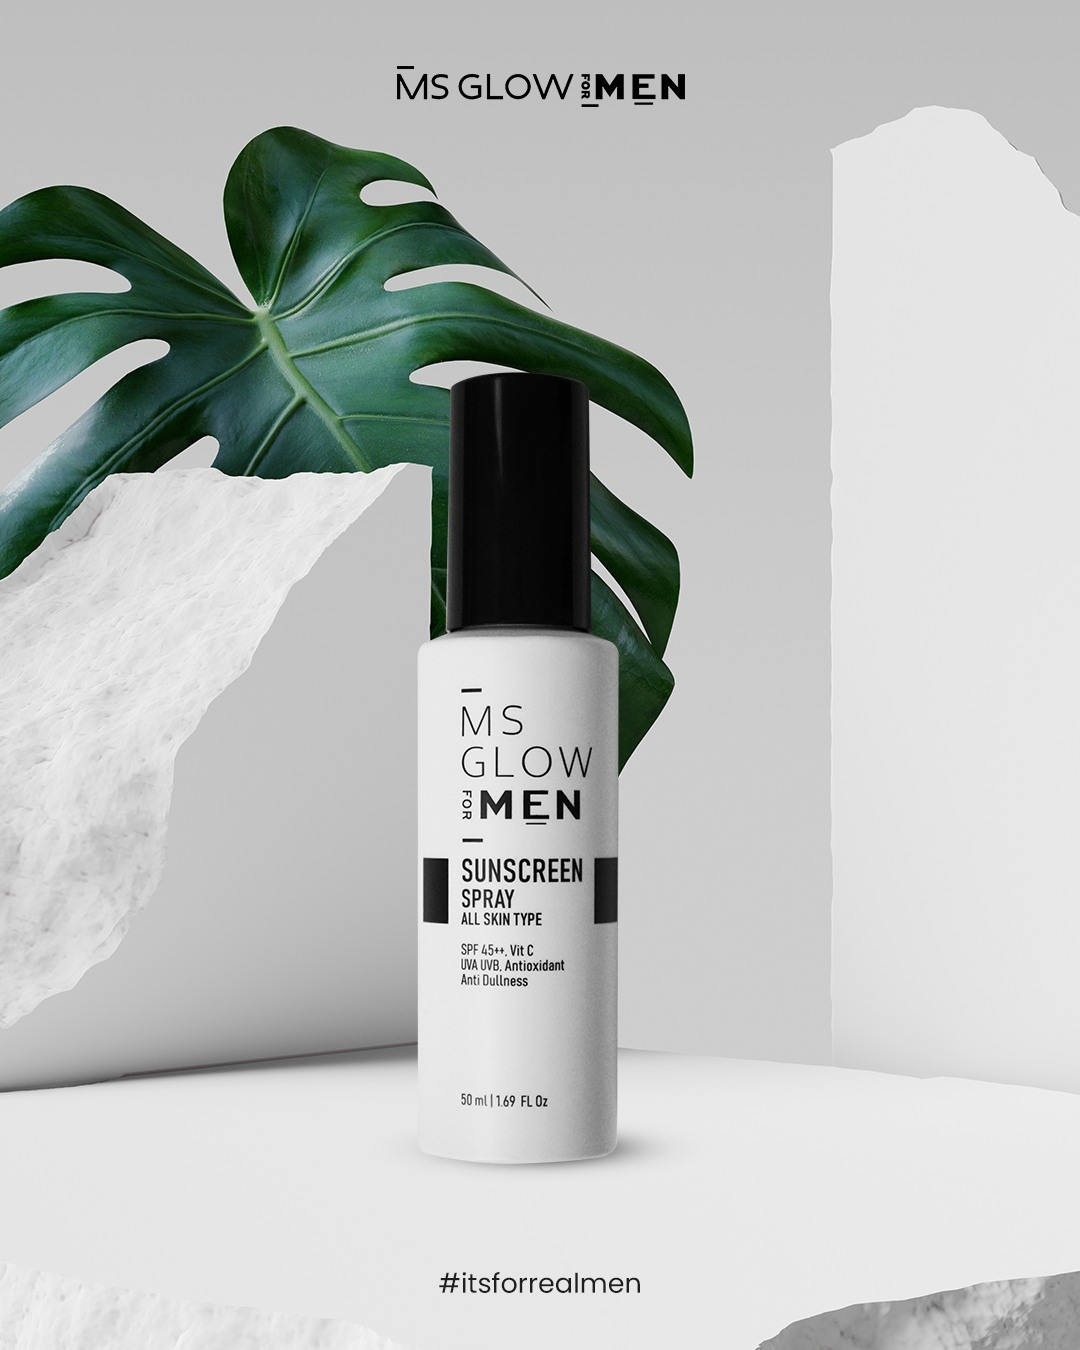 MS GLOW FOR MEN
MS
GLOW
FOR MEN
SUNSCREEN
SPRAY
ALL SKIN TYPE
SPF 45++, Vit C
UVA UVB, Antioxidant
Anti Dullness
50 ml | 1.69 FL Oz
#itsforrealmen